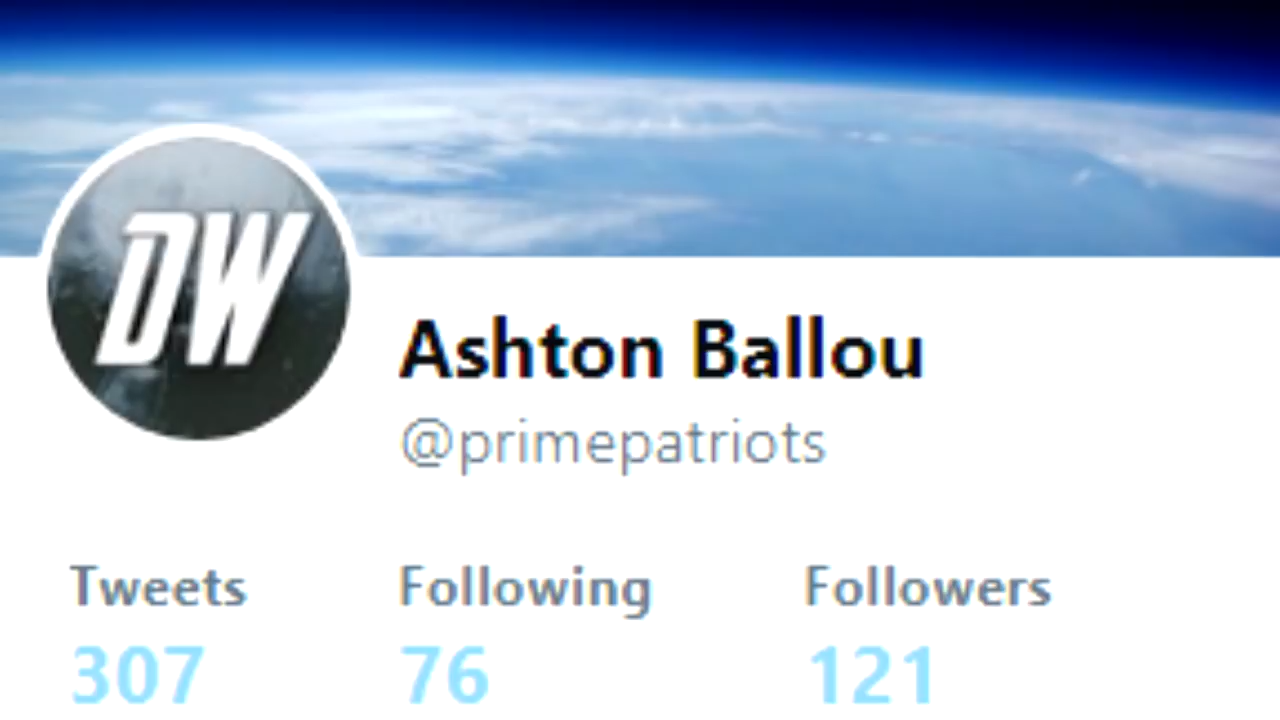 DW
Ashton Ballou
@primepatriots
Tweets Following Followers
307 76 121